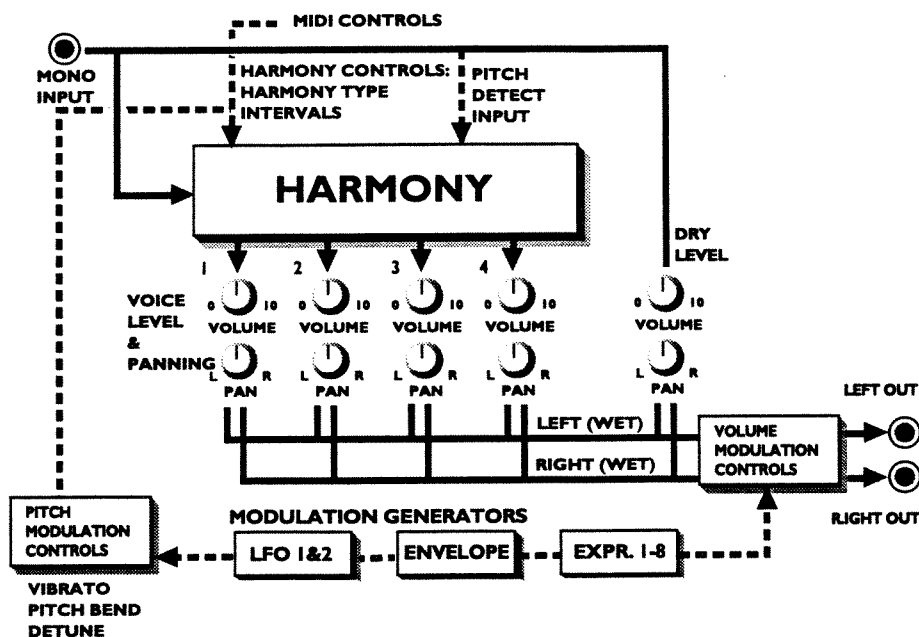 MIDI CONTROLS
MONO
INPUT
HARMONY CONTROLS:
HARMONY TYPE
INTERVALS
PITCH
DETECT
INPUT
HARMONY
DRY
LEVEL
1
2
3
4
VOICE
LEVEL
&
PANNING
0 10
VOLUME
0 10
VOLUME
0 10
VOLUME
0 10
VOLUME
0 10
VOLUME
L R
PAN
L R
PAN
L R
PAN
L R
PAN
L R
PAN
LEFT (WET)
RIGHT (WET)
VOLUME
MODULATION
CONTROLS
LEFT OUT
RIGHT OUT
PITCH
MODULATION
CONTROLS
VIBRATO
PITCH BEND
DETUNE
MODULATION GENERATORS
LFO 1&2
ENVELOPE
EXPR. 1-8